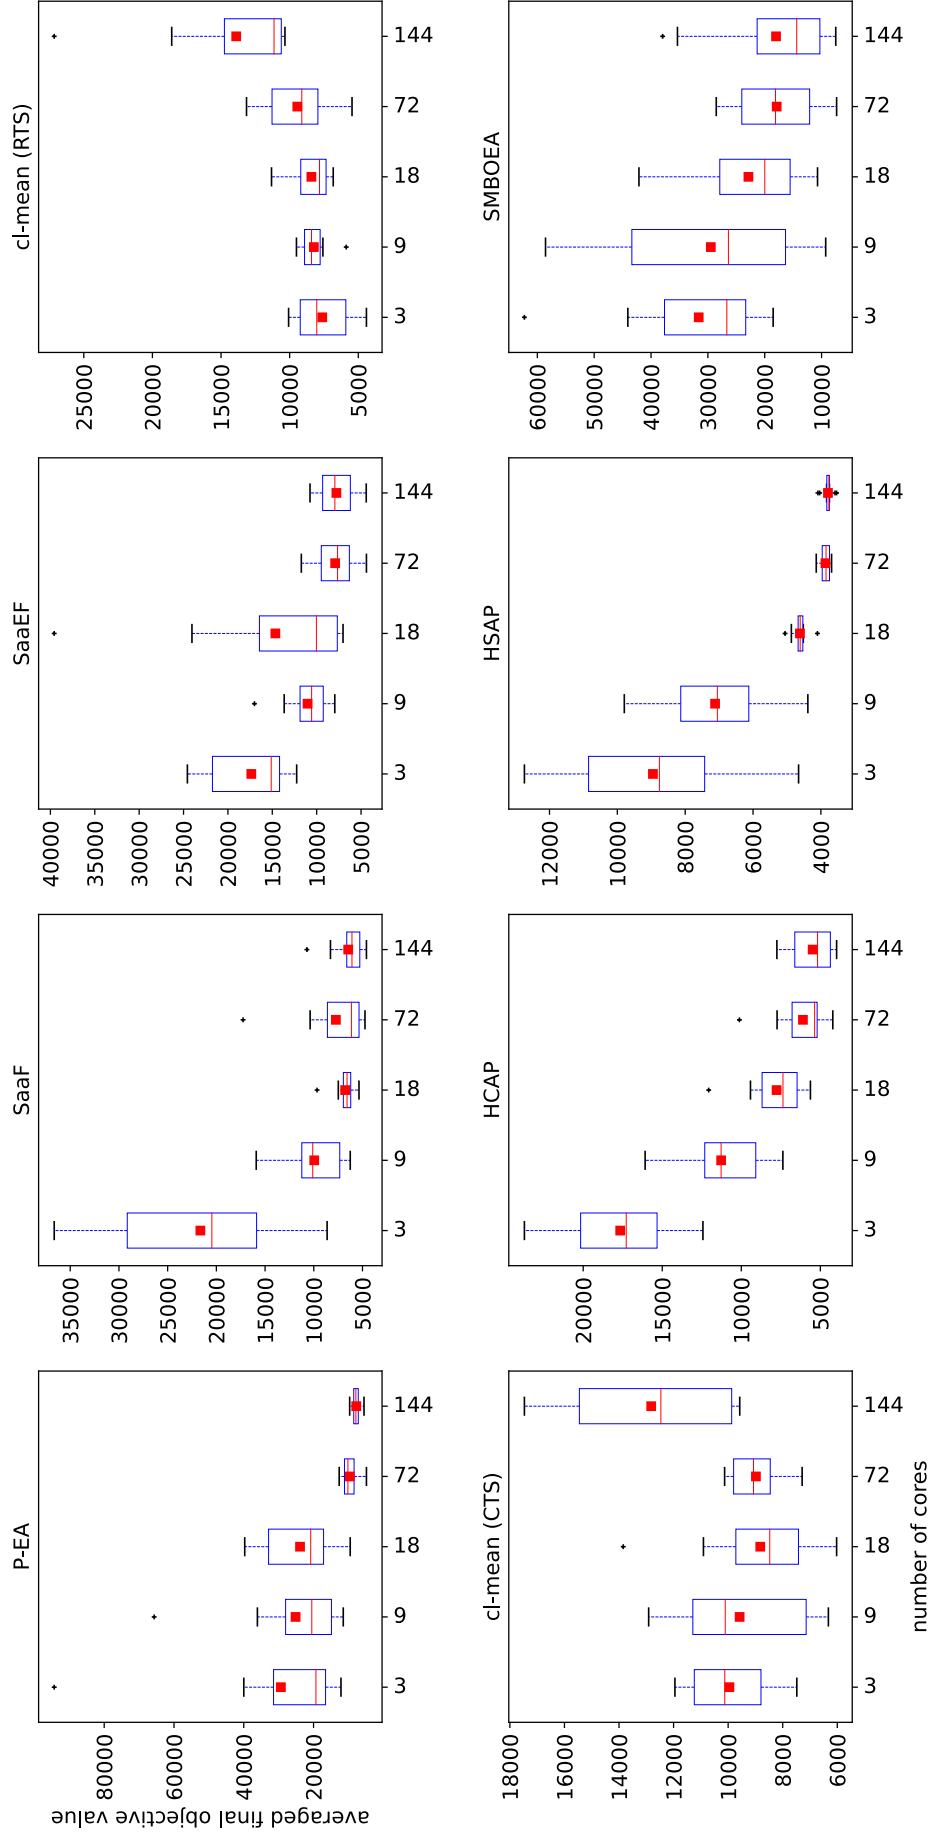 P-EA
averaged final objective value
80000
60000
40000
20000
3 9 18 72 144
SaaF
35000
30000
25000
20000
15000
10000
5000
3 9 18 72 144
SaaEF
40000
35000
30000
25000
20000
15000
10000
5000
3 9 18 72 144
cl-mean (RTS)
25000
20000
15000
10000
5000
3 9 18 72 144
cl-mean (CTS)
18000
16000
14000
12000
10000
8000
6000
3 9 18 72 144
number of cores
HCAP
20000
15000
10000
5000
3 9 18 72 144
HSAP
12000
10000
8000
6000
4000
3 9 18 72 144
SMBOEA
60000
50000
40000
30000
20000
10000
3 9 18 72 144